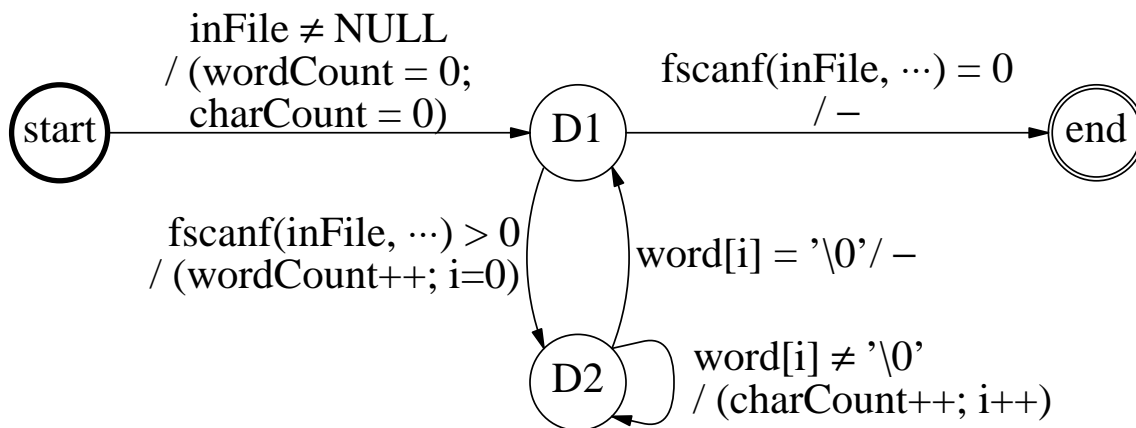 inFile ≠ NULL
/ (wordCount = 0;
charCount = 0)
fscanf(inFile, ···) = 0
/ −
start
D1
end
fscanf(inFile, ···) > 0
/ (wordCount++; i=0)
word[i] = ’\0’/ −
D2
word[i] ≠ ’\0’
/ (charCount++; i++)